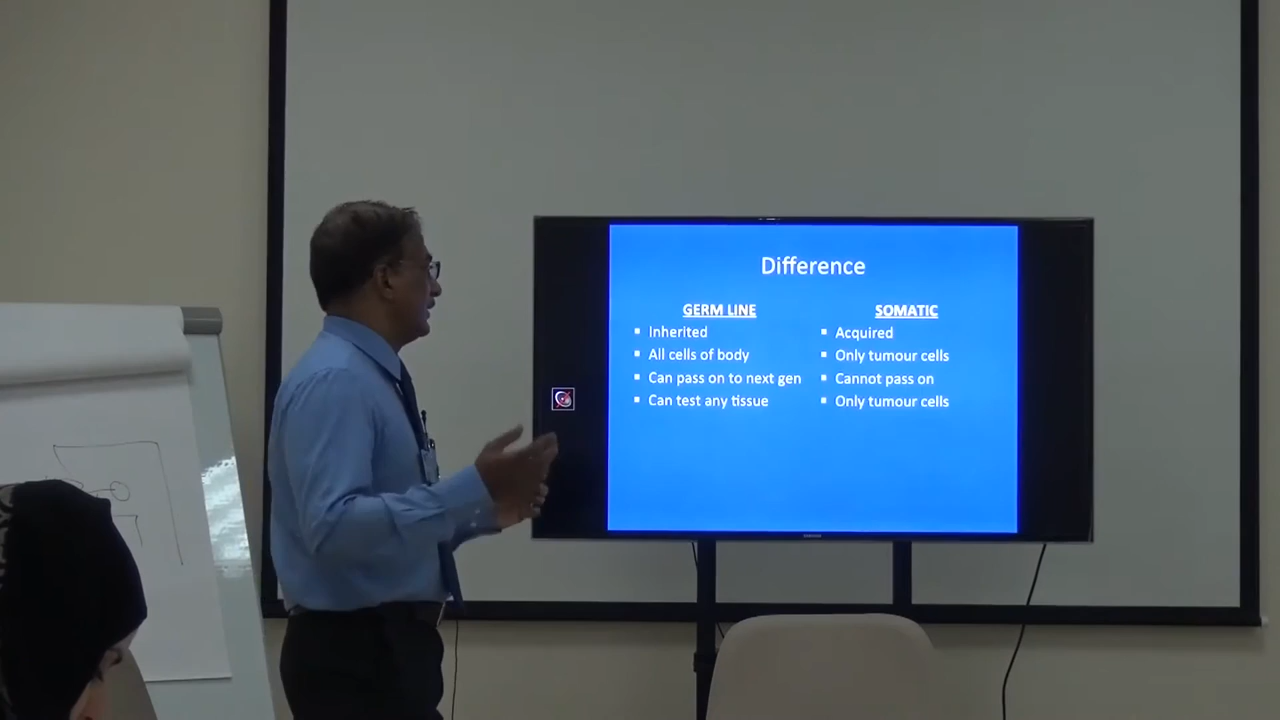 Difference
GERM LINE
Inherited
All cells of body
Can pass on to next gen
Can test any tissue
SOMATIC
Acquired
Only tumour cells
Cannot pass on
Only tumour cells